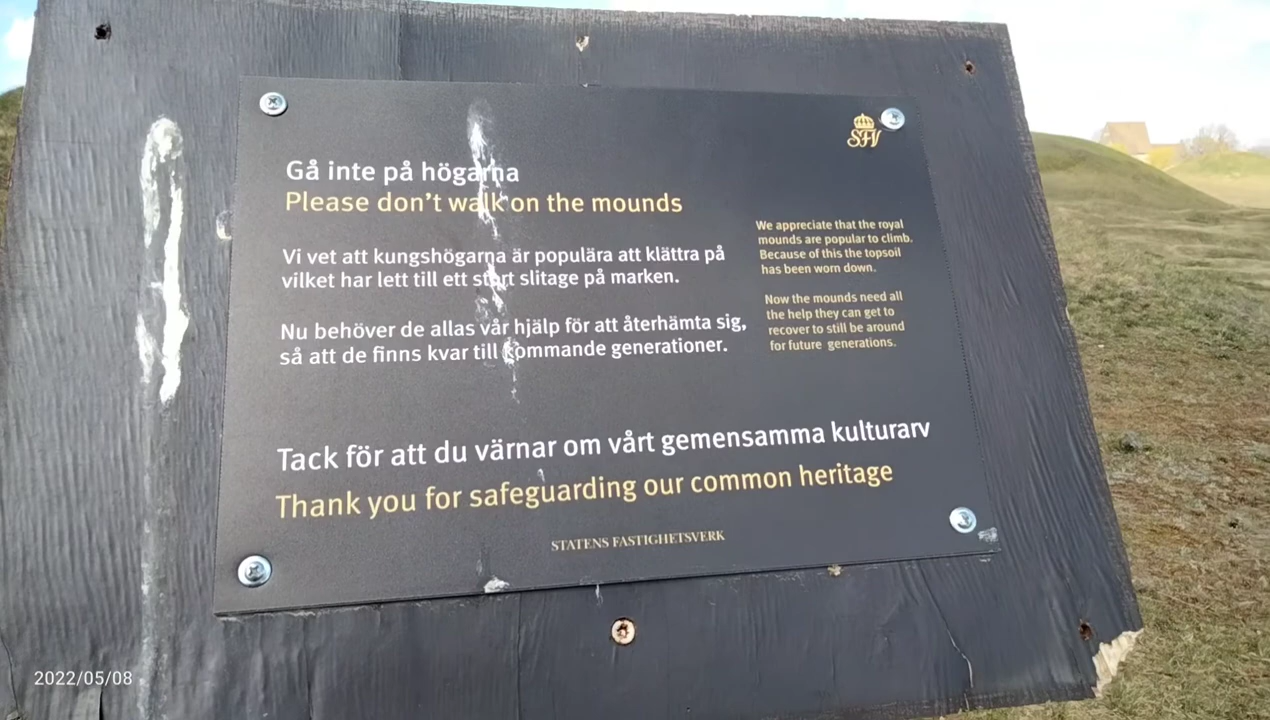 SFV
Gå inte på högarna
Please don't walk on the mounds
Vi vet att kungshögarna är populära att klättra på
vilket har lett till ett stort slitage på marken.
Nu behöver de allas vår hjälp för att återhämta sig,
så att de finns kvar till kommande generationer.
We appreciate that the royal
mounds are popular to climb.
Because of this the topsoil
has been worn down.
Now the mounds need all
the help they can get to
recover to still be around
for future generations.
Tack för att du värnar om vårt gemensamma kulturarv
Thank you for safeguarding our common heritage
STATENS FASTIGHETSVERK
2022/05/08